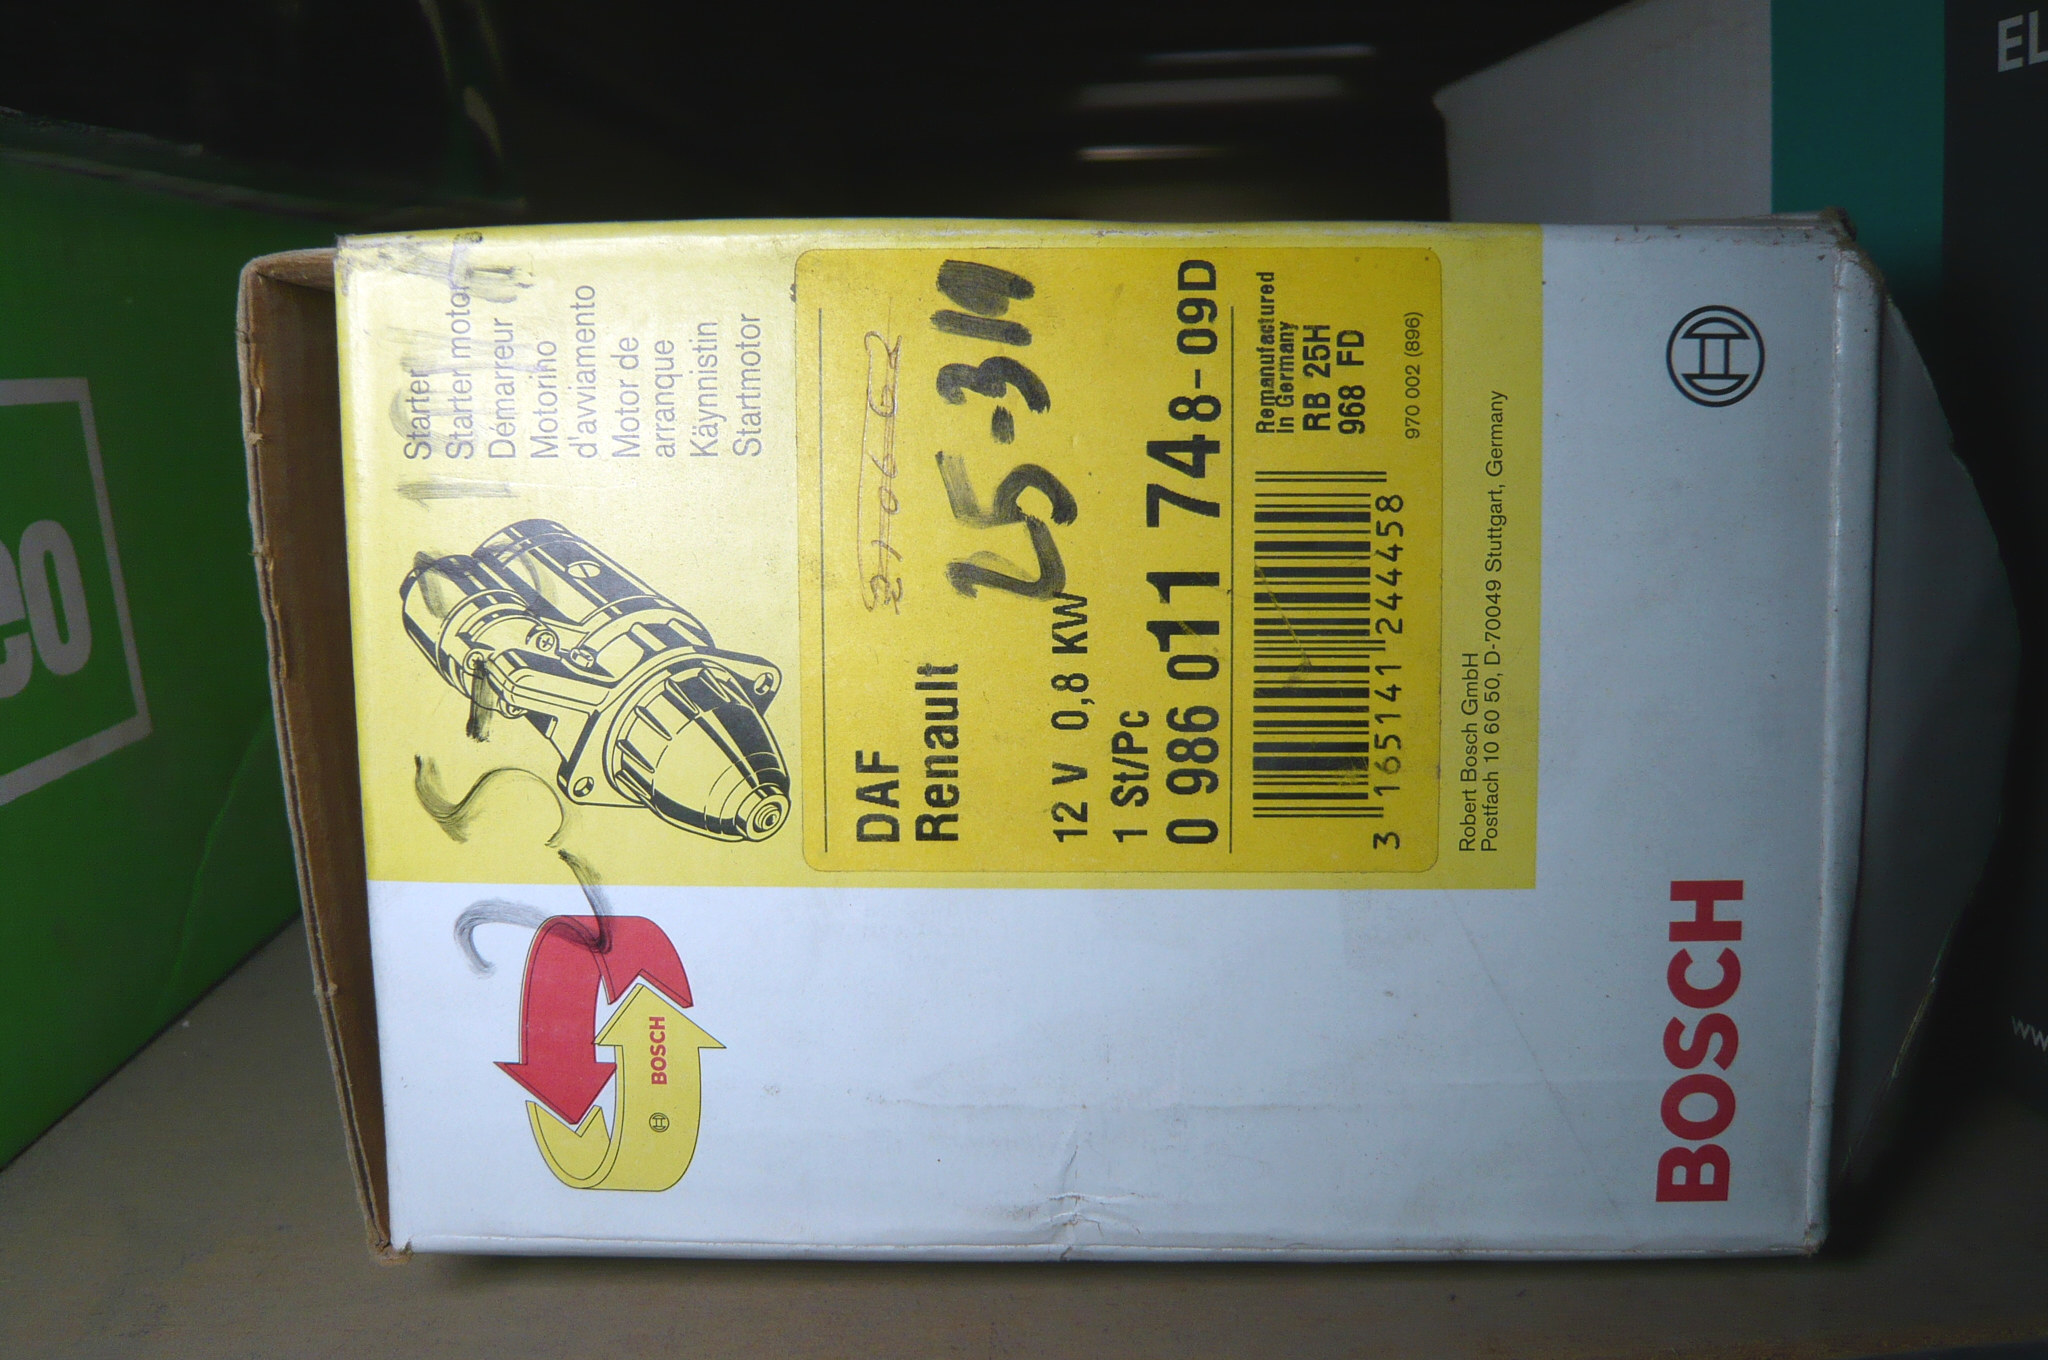 Starter
Starter motor
Démarreur
Motorino
d'avviamento
Motor de
arranque
Käynnistin
Startmotor
DAF
Renault
12 V 0,8 KW
1 St/Pc
0 986 011 748-09D
Remanufactured
in Germany
RB 25H
968 FD
970 002 (896)
3 165141 244458
Robert Bosch GmbH
Postfach 10 60 50, D-70049 Stuttgart, Germany
BOSCH
BOSCH
eo
EL